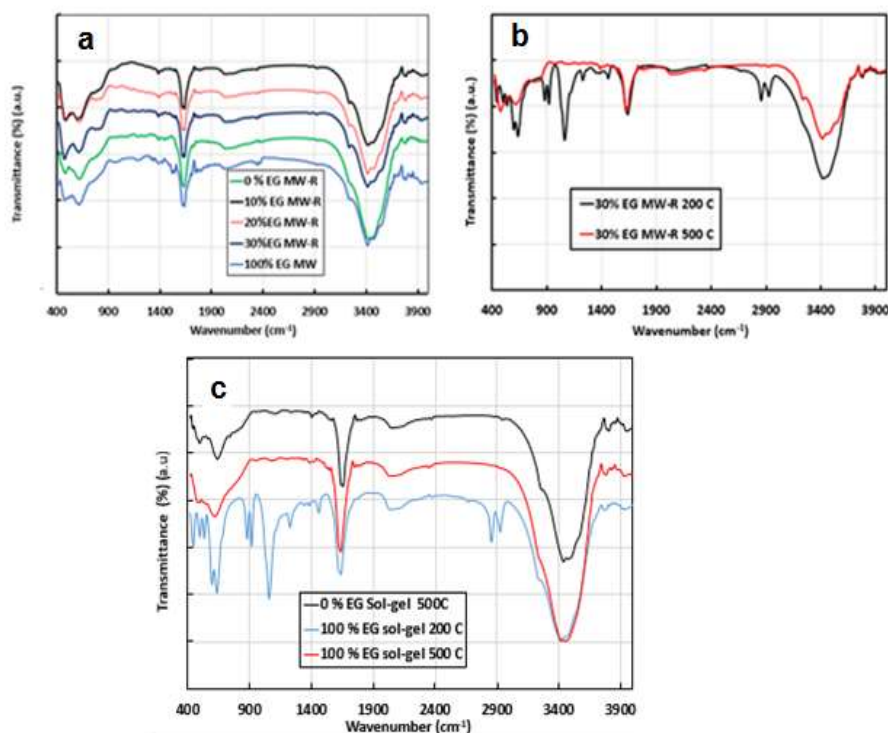 a
Transmittance (%) (a.u.)
0 % EG MW-R
10% EG MW-R
20%EG MW-R
30%EG MW-R
100% EG MW
400 1400 1900 2400 2900 3400 3900
Wavenumber (cm-1)
b
Transmittance (%) (a.u.)
30% EG MW-R 200 C
30% EG MW-R 500 C
400 900 1400 1900 2400 2900 3400 3900
Wavenumber (cm-1)
c
Transmittance (%) (a.u)
0 % EG Sol-gel 500C
100 % EG sol-gel 200 C
100 % EG sol-gel 500 C
400 900 1400 1900 2400 2900 3400 3900
Wavenumber (cm-1)